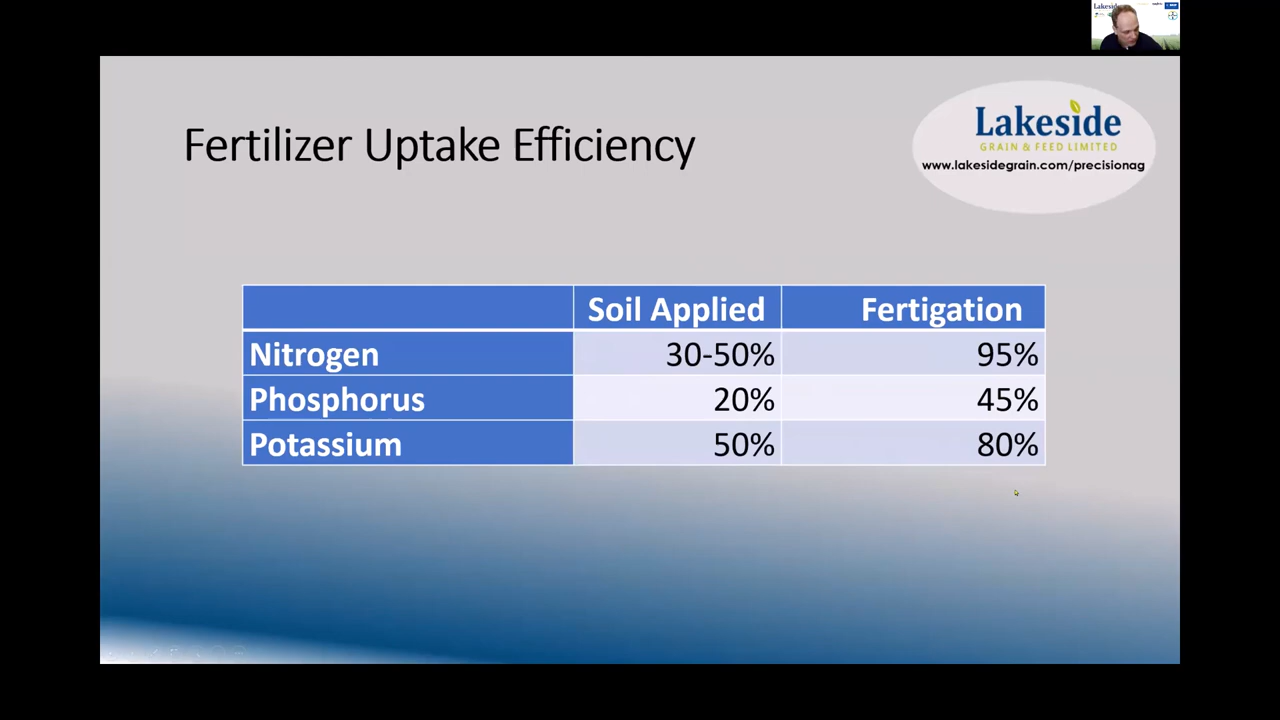 Lakeside
Fertilizer Uptake Efficiency
Lakeside
GRAIN & FEED LIMITED
www.lakesidegrain.com/precisionag
Soil Applied Fertigation
Nitrogen 30-50% 95%
Phosphorus 20% 45%
Potassium 50% 80%